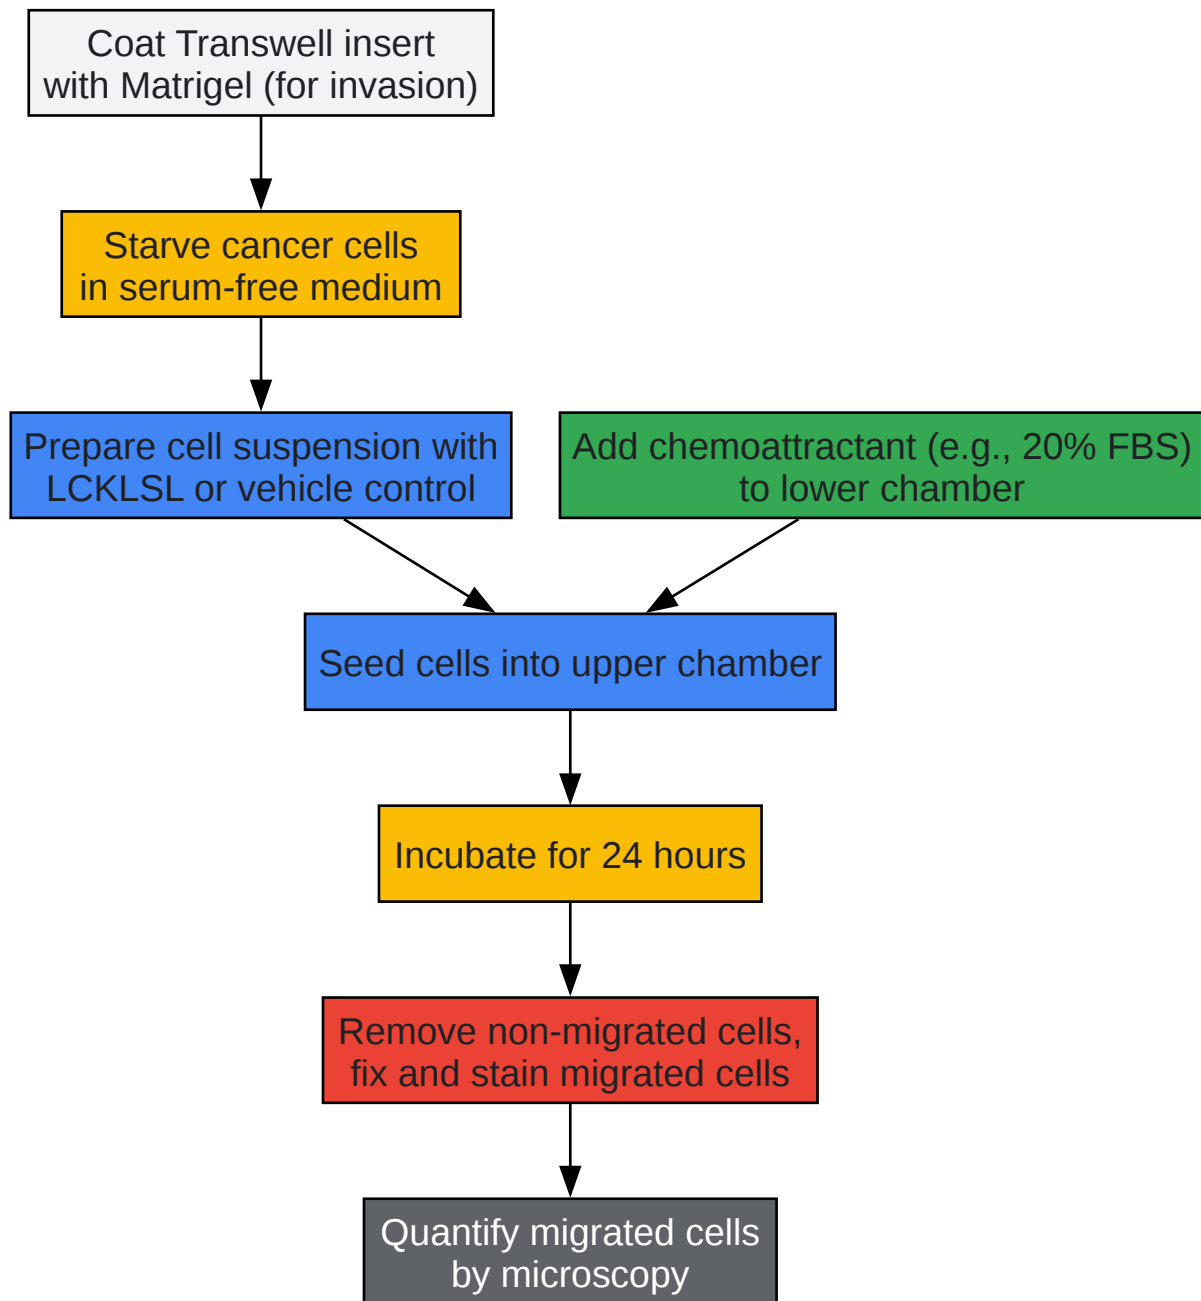 Coat Transwell insert
with Matrigel (for invasion)
Starve cancer cells
in serum-free medium
Prepare cell suspension with
LCKLSL or vehicle control
Add chemoattractant (e.g., 20% FBS)
to lower chamber
Seed cells into upper chamber
Incubate for 24 hours
Remove non-migrated cells,
fix and stain migrated cells
Quantify migrated cells
by microscopy